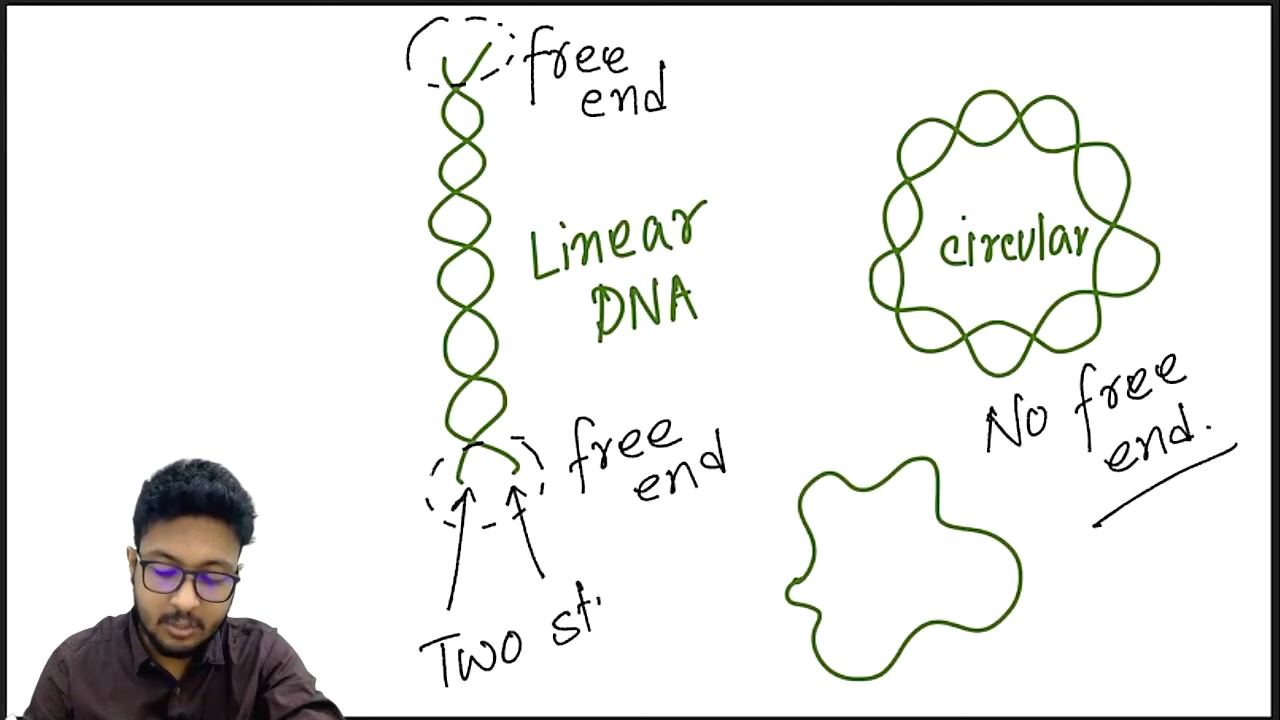 free
end
Linear
DNA
free
end
Two st
circular
No free
end.